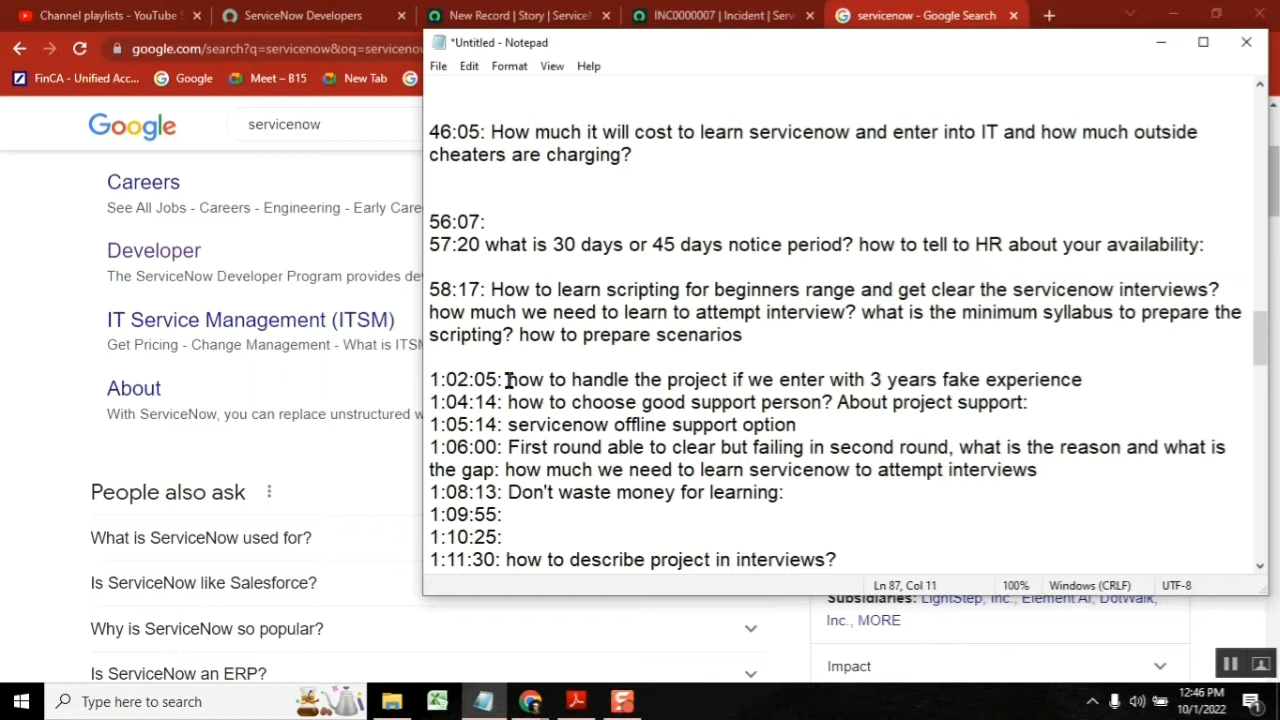 Channel playlists - YouTube
ServiceNow Developers
New Record | Story | Service
INC0000007 | Incident | Serv
servicenow - Google Search
google.com/search?q=servicenow&oq=servicenow
FinCA - Unified Acc...
Google
Meet – B15
New Tab
*Untitled - Notepad
File Edit Format View Help
Google
servicenow
Careers
See All Jobs - Careers - Engineering - Early Care
Developer
The ServiceNow Developer Program provides de
IT Service Management (ITSM)
Get Pricing - Change Management - What is ITSM
About
With ServiceNow, you can replace unstructured
People also ask
What is ServiceNow used for?
Is ServiceNow like Salesforce?
Why is ServiceNow so popular?
Is ServiceNow an ERP?
46:05: How much it will cost to learn servicenow and enter into IT and how much outside
cheaters are charging?
56:07:
57:20 what is 30 days or 45 days notice period? how to tell to HR about your availability:
58:17: How to learn scripting for beginners range and get clear the servicenow interviews?
how much we need to learn to attempt interview? what is the minimum syllabus to prepare the
scripting? how to prepare scenarios
1:02:05: how to handle the project if we enter with 3 years fake experience
1:04:14: how to choose good support person? About project support:
1:05:14: servicenow offline support option
1:06:00: First round able to clear but failing in second round, what is the reason and what is
the gap: how much we need to learn servicenow to attempt interviews
1:08:13: Don't waste money for learning:
1:09:55:
1:10:25:
1:11:30: how to describe project in interviews?
Ln 87, Col 11
100%
Windows (CRLF)
UTF-8
Subsidiaries: LightStep, Inc., Element AI, DotWalk,
Inc., MORE
Impact
Type here to search
12:46 PM
10/1/2022
1